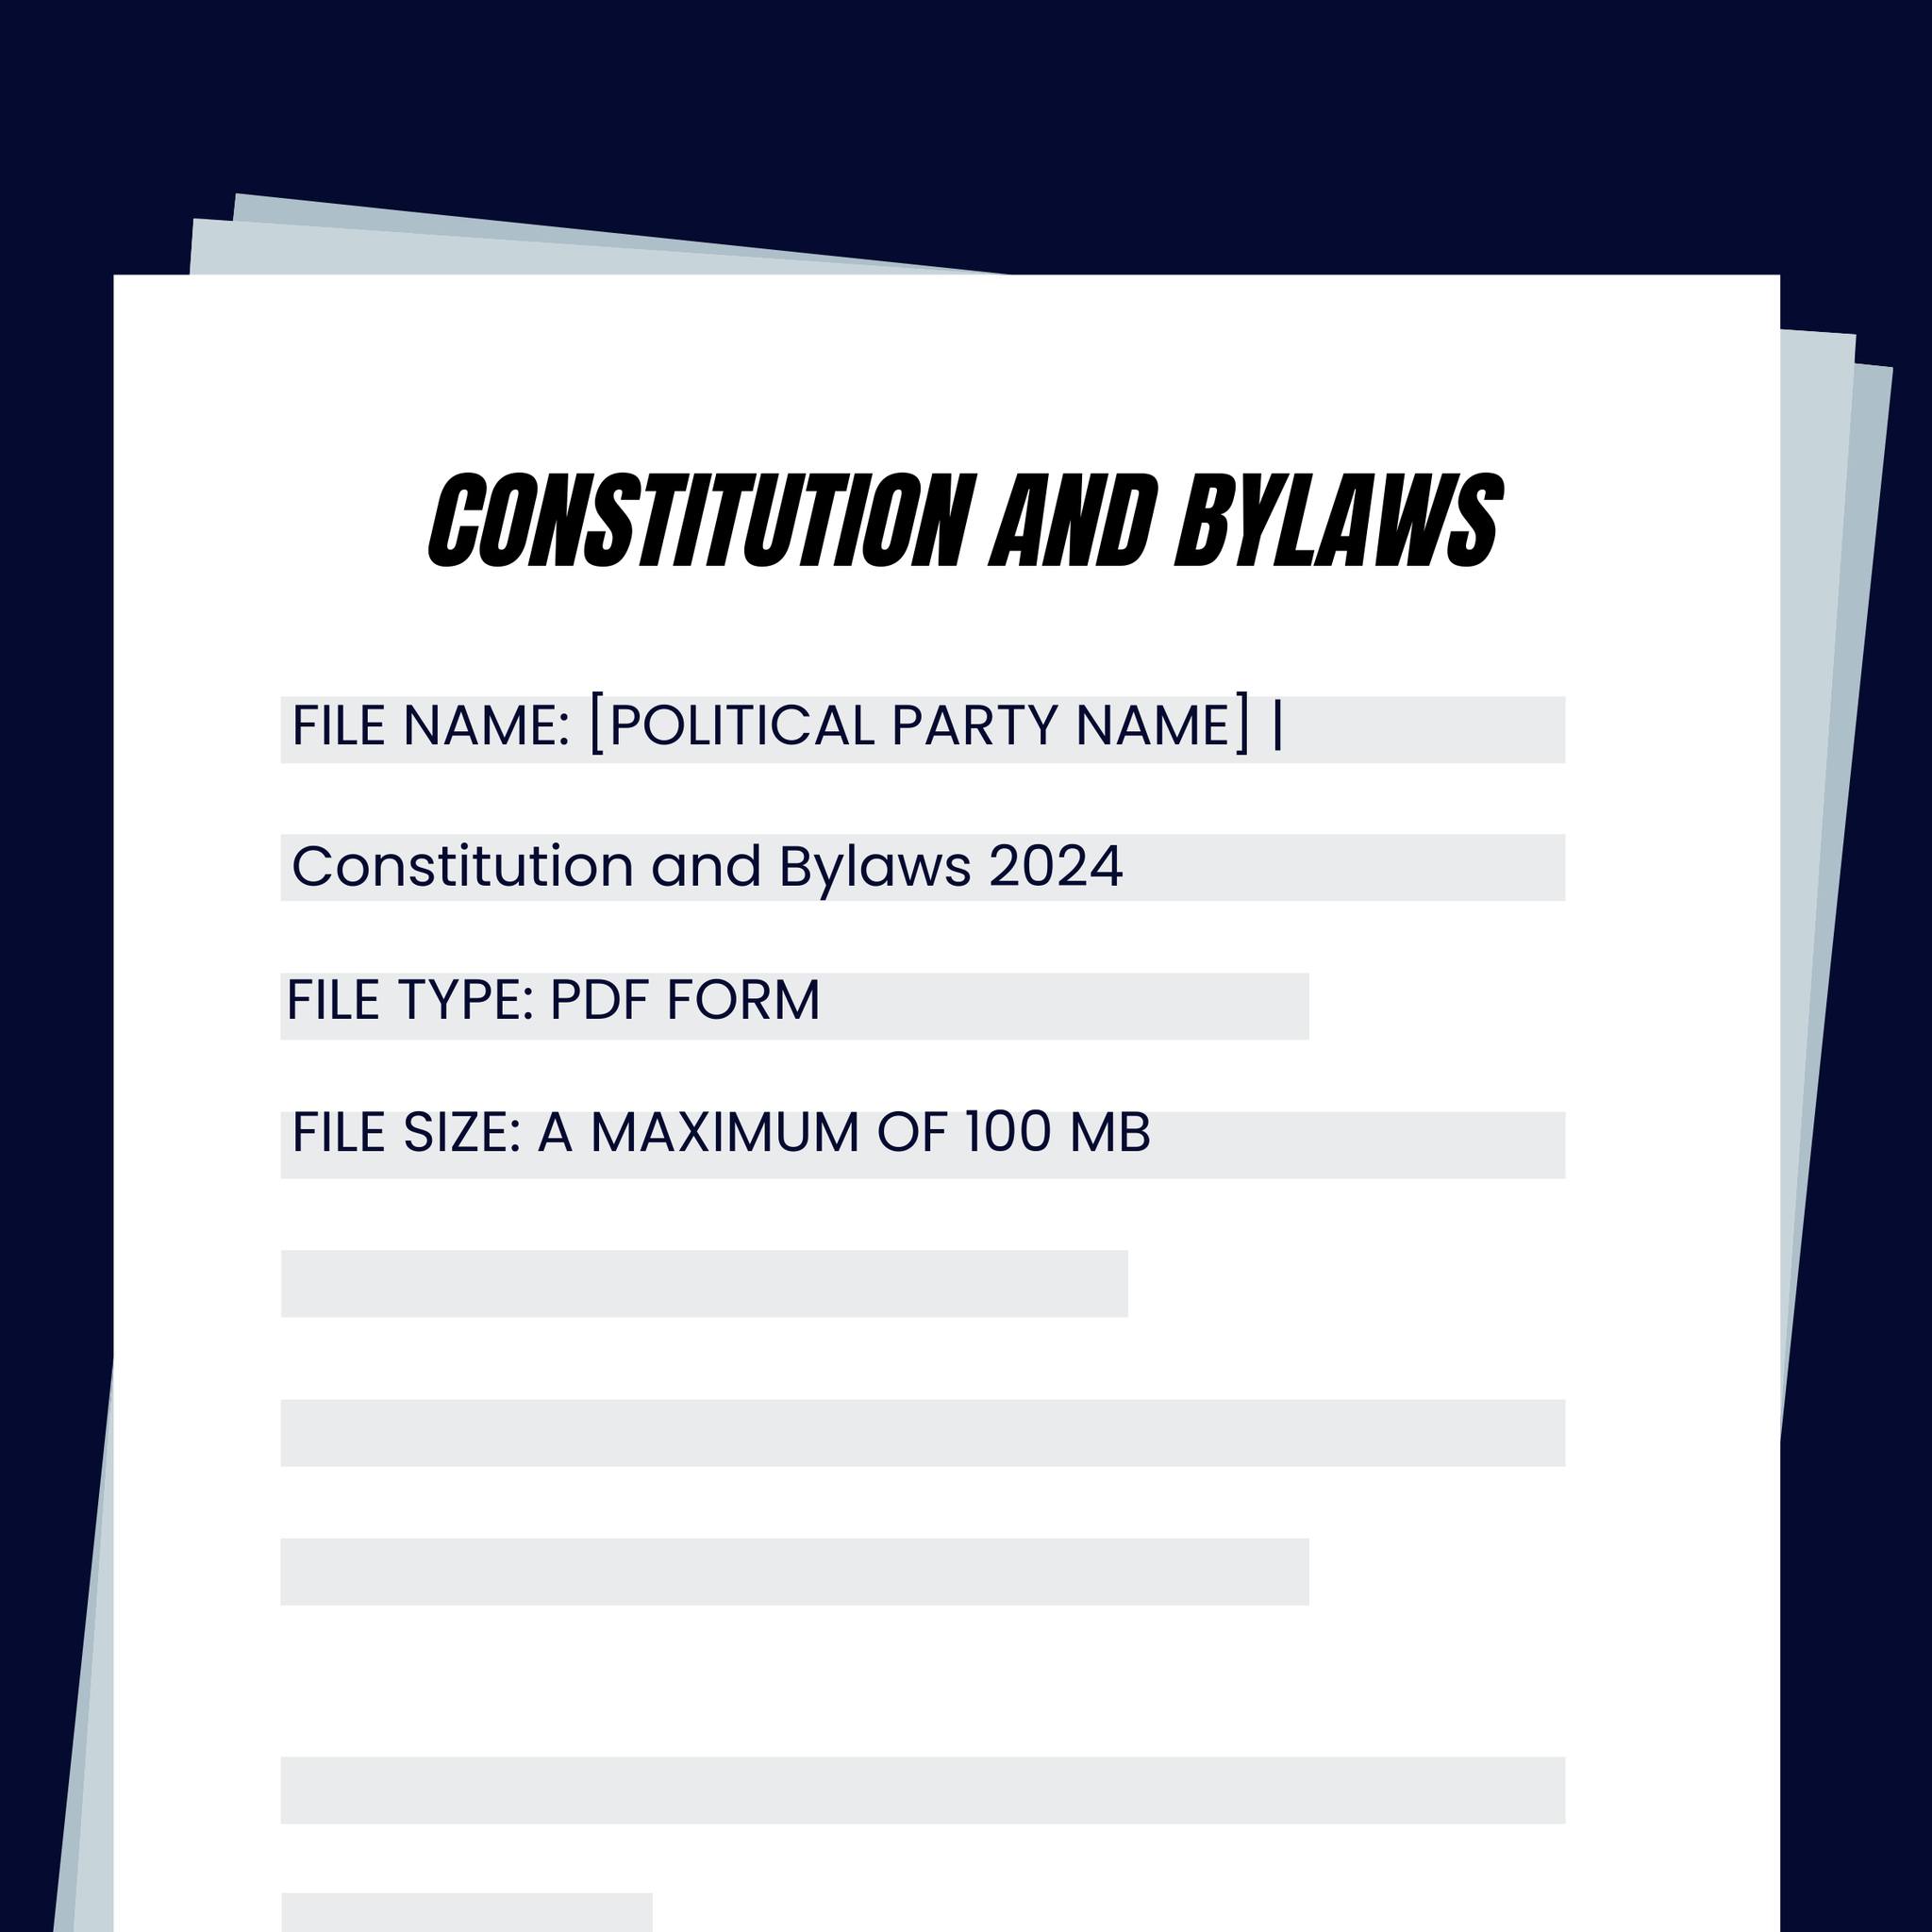 CONSTITUTION AND BYLAWS
FILE NAME: [POLITICAL PARTY NAME] |
Constitution and Bylaws 2024
FILE TYPE: PDF FORM
FILE SIZE: A MAXIMUM OF 100 MB